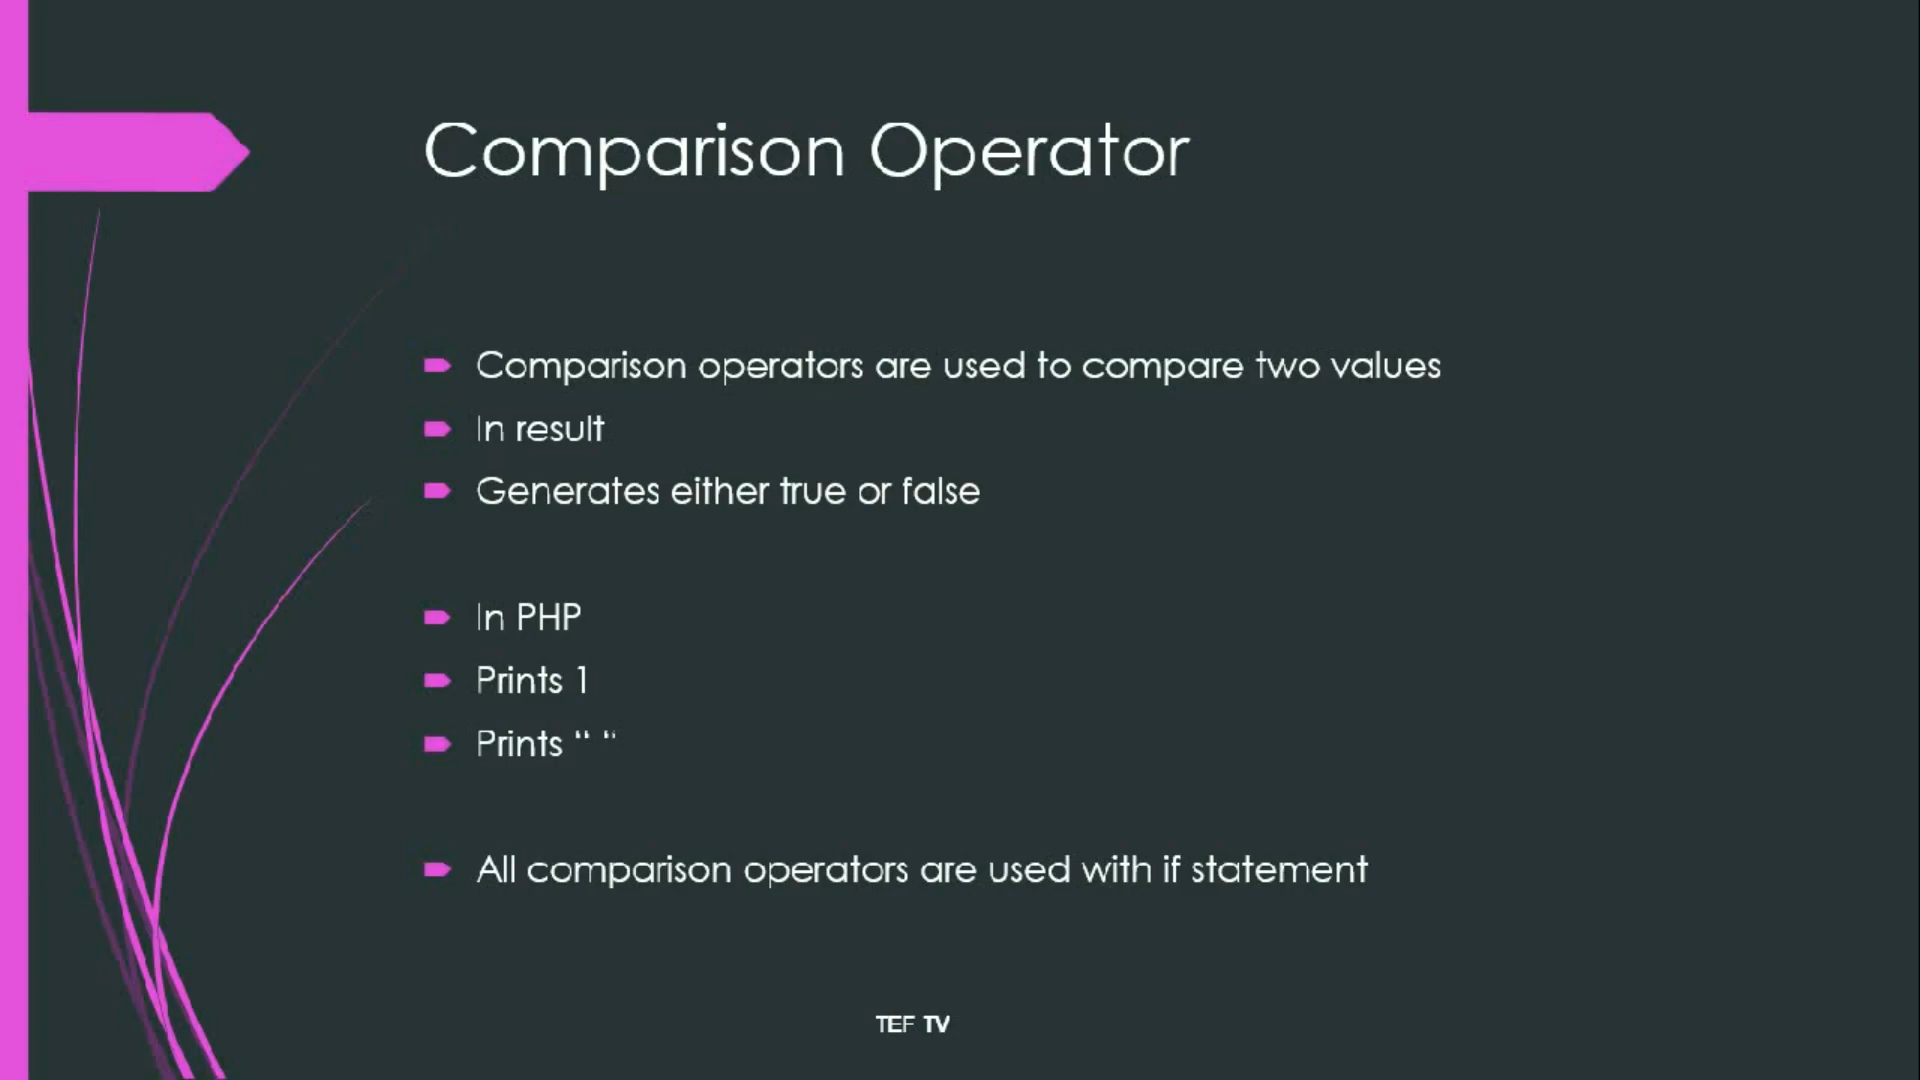 Comparison Operator
Comparison operators are used to compare two values
In result
Generates either true or false
In PHP
Prints 1
Prints “ “
All comparison operators are used with if statement
TEF TV